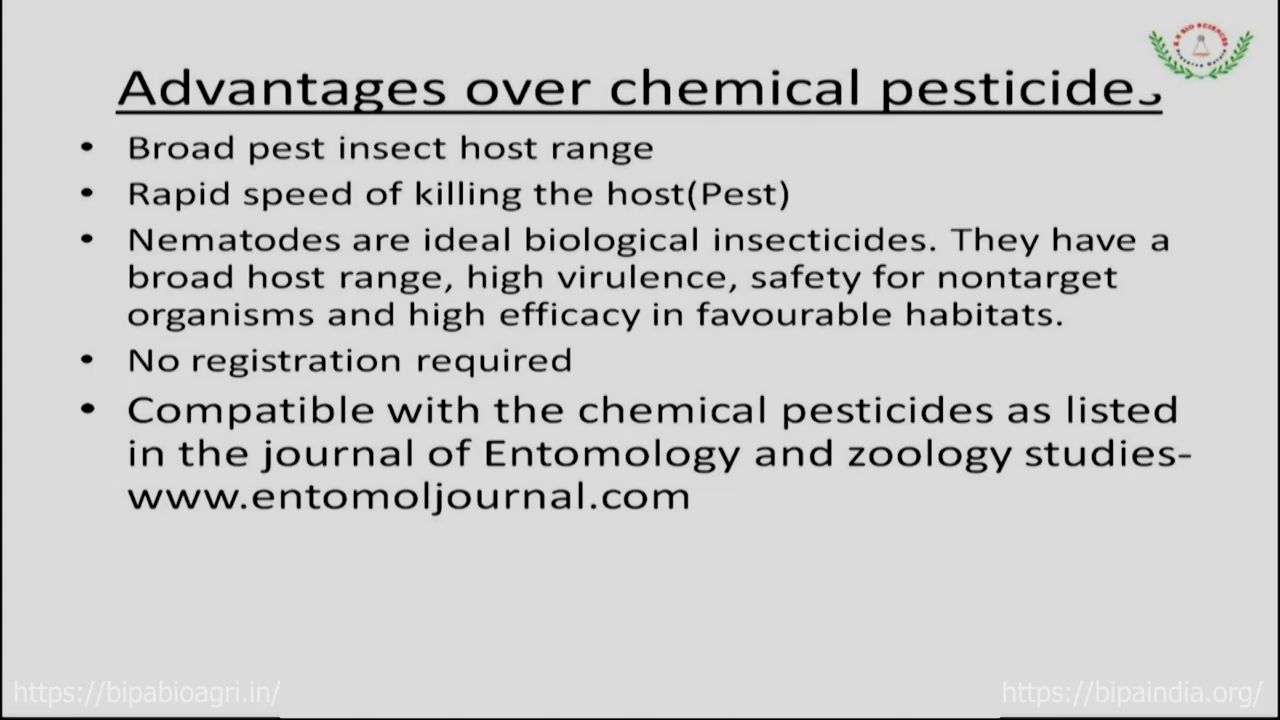 Advantages over chemical pesticides
• Broad pest insect host range
• Rapid speed of killing the host(Pest)
• Nematodes are ideal biological insecticides. They have a
broad host range, high virulence, safety for nontarget
organisms and high efficacy in favourable habitats.
• No registration required
• Compatible with the chemical pesticides as listed
in the journal of Entomology and zoology studies-
www.entomoljournal.com
https://bipabioagri.in/
https://bipaindia.org/